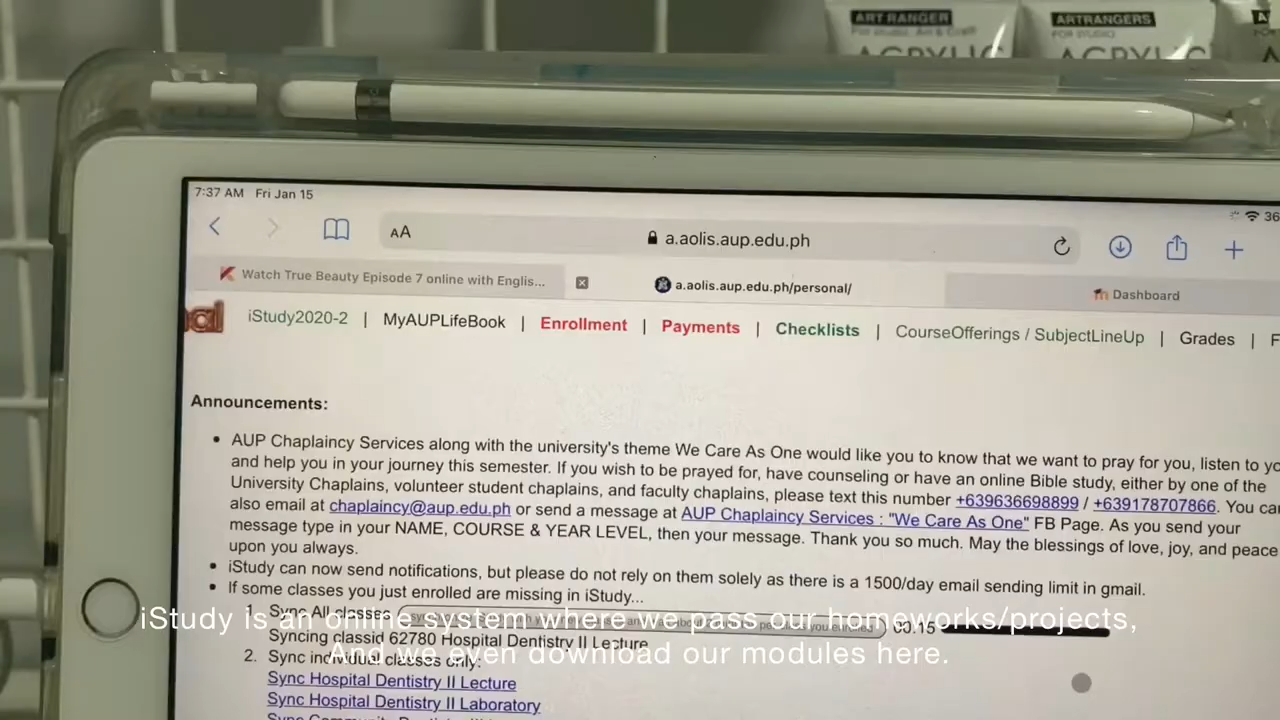 ART RANGER
ARTRANGERS
FOR STUDIO
ACRYLIC
ACRYLIC
7:37 AM Fri Jan 15
36
AA
a.aolis.aup.edu.ph
Watch True Beauty Episode 7 online with Englis...
a.aolis.aup.edu.ph/personal/
Dashboard
iStudy2020-2 | MyAUPLifeBook | Enrollment | Payments | Checklists | CourseOfferings / SubjectLineUp | Grades | F
Announcements:
• AUP Chaplaincy Services along with the university's theme We Care As One would like you to know that we want to pray for you, listen to yo
and help you in your journey this semester. If you wish to be prayed for, have counseling or have an online Bible study, either by one of the
University Chaplains, volunteer student chaplains, and faculty chaplains, please text this number +639636698899 / +639178707866. You can
also email at chaplaincy@aup.edu.ph or send a message at AUP Chaplaincy Services : "We Care As One" FB Page. As you send your
message type in your NAME, COURSE & YEAR LEVEL, then your message. Thank you so much. May the blessings of love, joy, and peace
upon you always.
• iStudy can now send notifications, but please do not rely on them solely as there is a 1500/day email sending limit in gmail.
• If some classes you just enrolled are missing in iStudy...
1. Sync All classes
iStudy is an online system where we pass our homeworks/projects,
Syncing classid 62780 Hospital Dentistry II Lecture
And we even download our modules here.
2. Sync individual classes only:
Sync Hospital Dentistry II Lecture
Sync Hospital Dentistry II Laboratory